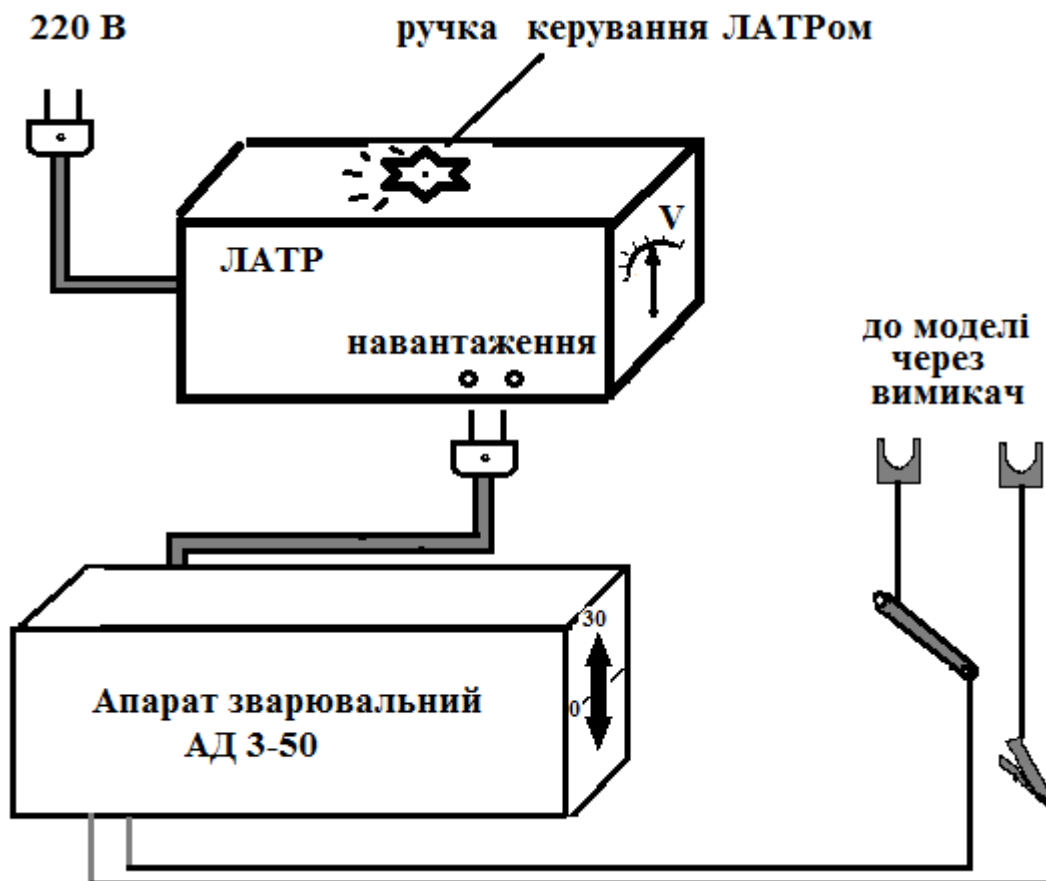 220 В
ручка керування ЛАТРом
V
ЛАТР
навантаження
до моделі
через
вимикач
30
0
Апарат зварювальний
АД 3-50